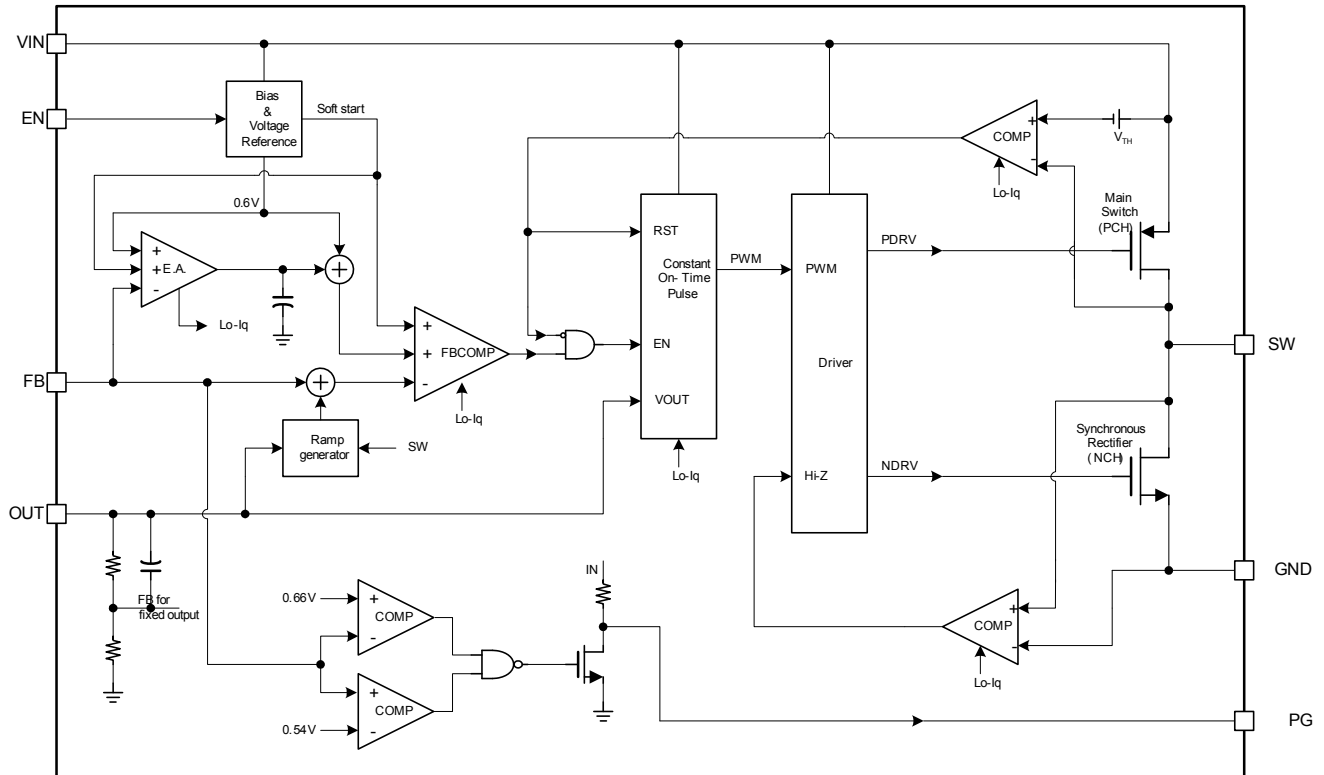 VIN
EN
Bias
&
Voltage
Reference
Soft start
0.6V
+
+
-
E.A.
Lo-Iq
+
FB
+
+
+
-
FBCOMP
Lo-Iq
Ramp
generator
SW
OUT
FB for
fixed output
RST
Constant
On- Time
Pulse
EN
VOUT
Lo-Iq
PWM
PWM
Driver
Hi-Z
PDRV
NDRV
+
-
COMP
Lo-Iq
VTH
Main
Switch
(PCH)
SW
Synchronous
Rectifier
( NCH)
GND
+
-
COMP
Lo-Iq
0.66V
+
-
COMP
0.54V
+
-
COMP
IN
PG